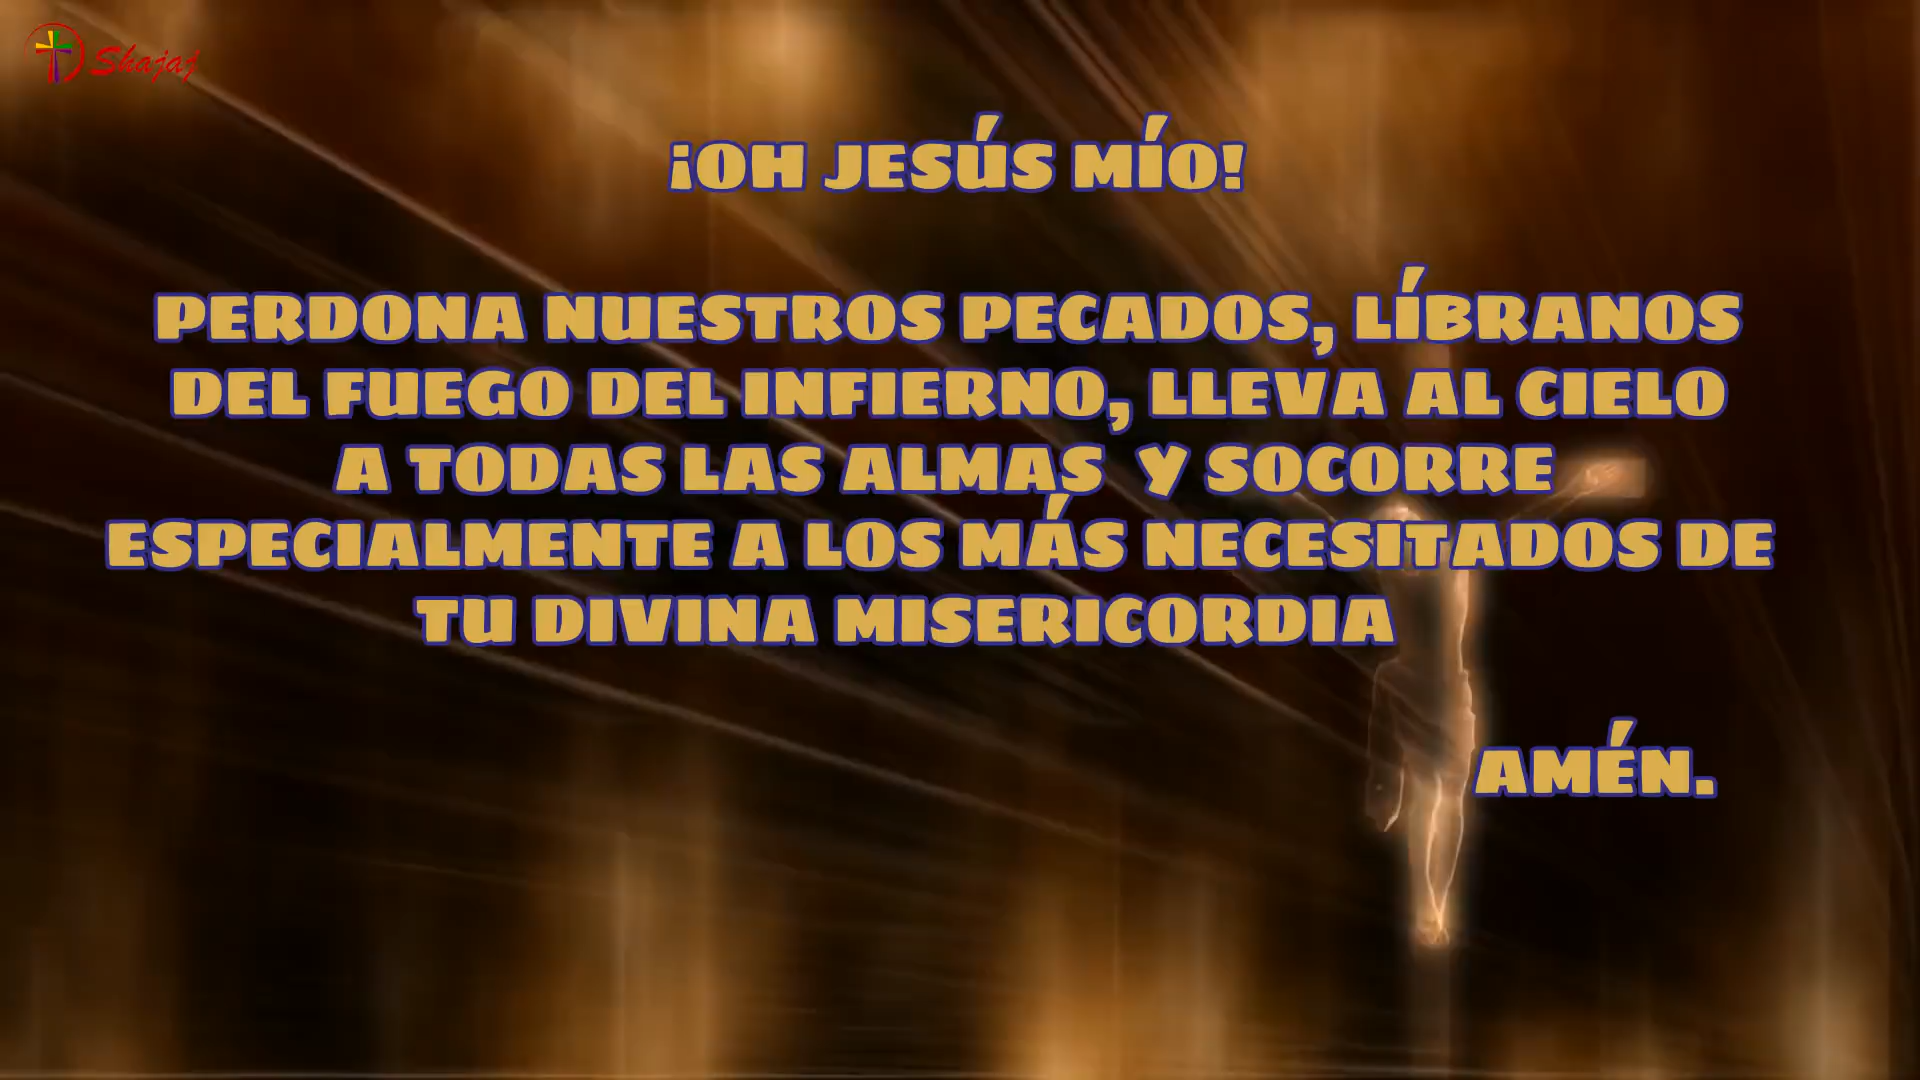 Shajaj
¡OH JESÚS MÍO!
PERDONA NUESTROS PECADOS, LÍBRANOS
DEL FUEGO DEL INFIERNO, LLEVA AL CIELO
A TODAS LAS ALMAS Y SOCORRE
ESPECIALMENTE A LOS MÁS NECESITADOS DE
TU DIVINA MISERICORDIA
AMÉN.